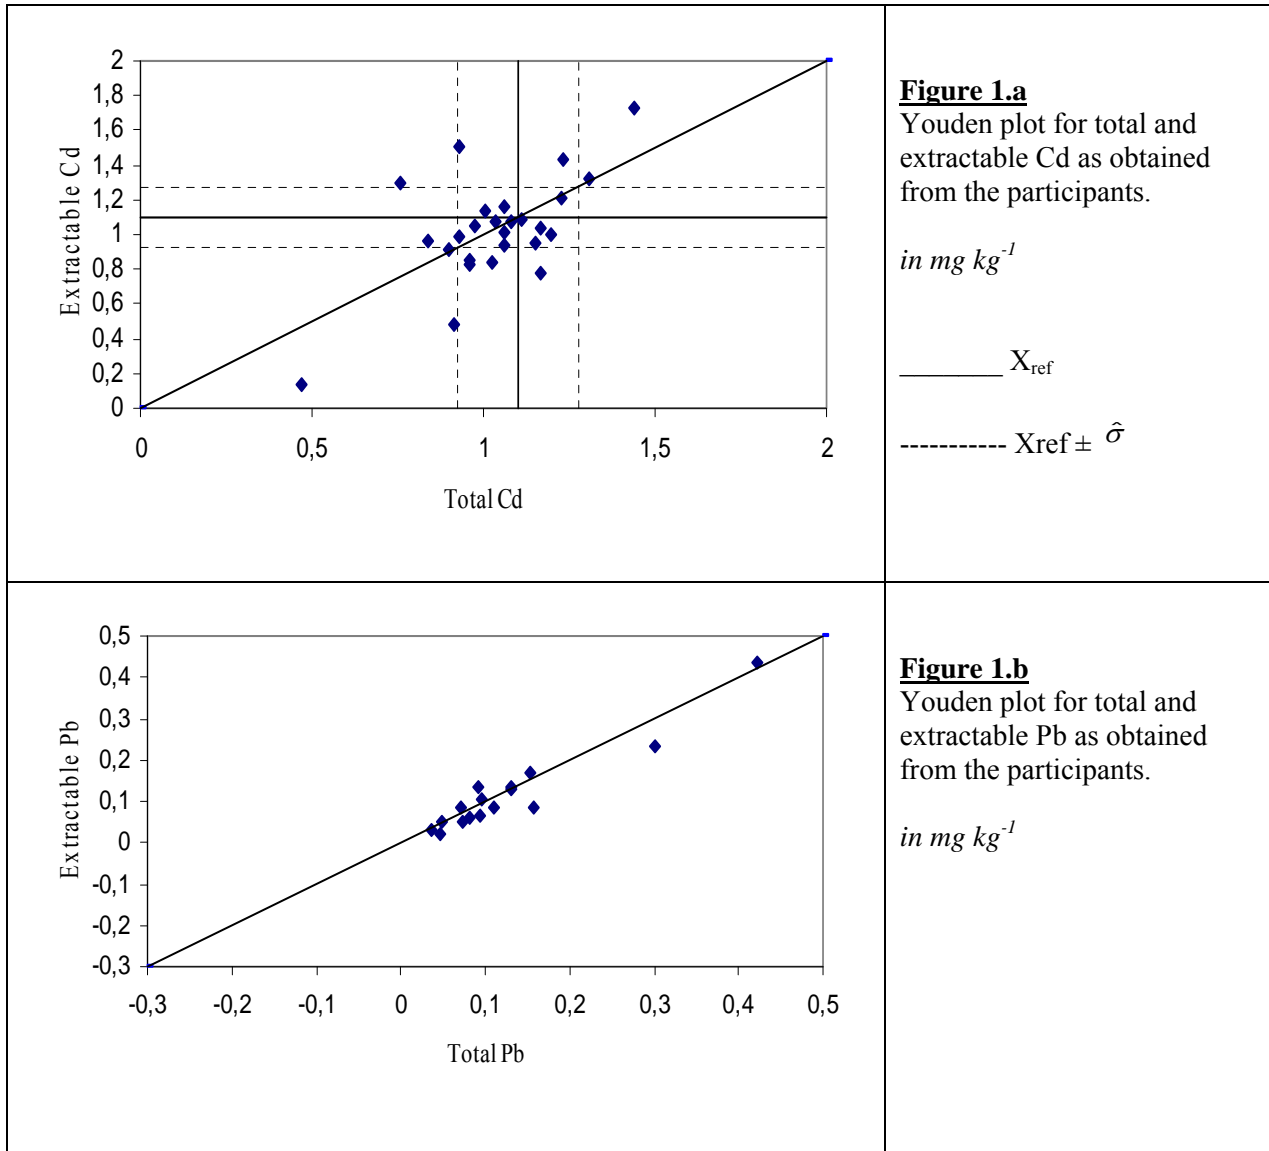 2
1,8
1,6
1,4
1,2
1
0,8
0,6
0,4
0,2
0
Extractable Cd
0 0,5 1 1,5 2
Total Cd
Figure 1.a
Youden plot for total and
extractable Cd as obtained
from the participants.
in mg kg-1
_______ Xref
----------- Xref ± σ̂
0,5
0,4
0,3
0,2
0,1
0
-0,1
-0,2
-0,3
Extractable Pb
-0,3 -0,2 -0,1 0 0,1 0,2 0,3 0,4 0,5
Total Pb
Figure 1.b
Youden plot for total and
extractable Pb as obtained
from the participants.
in mg kg-1